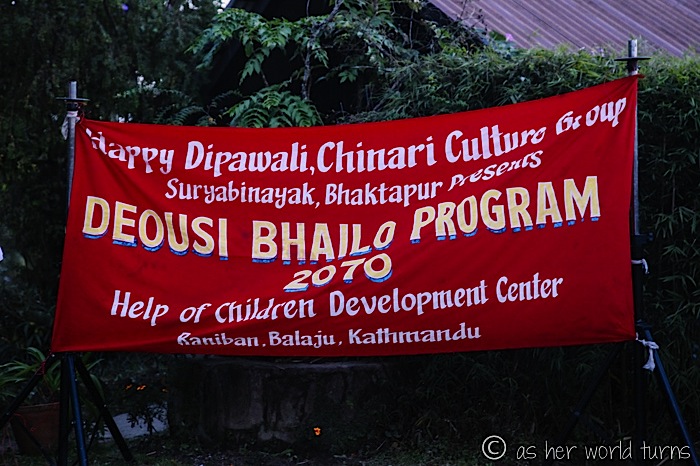 Happy Dipawali, Chinari Culture Group
Suryabinayak, Bhaktapur Presents
DEOUSI BHAILO PROGRAM
2070
Help of Children Development Center
Raniban, Balaju, Kathmandu
© as her world turns